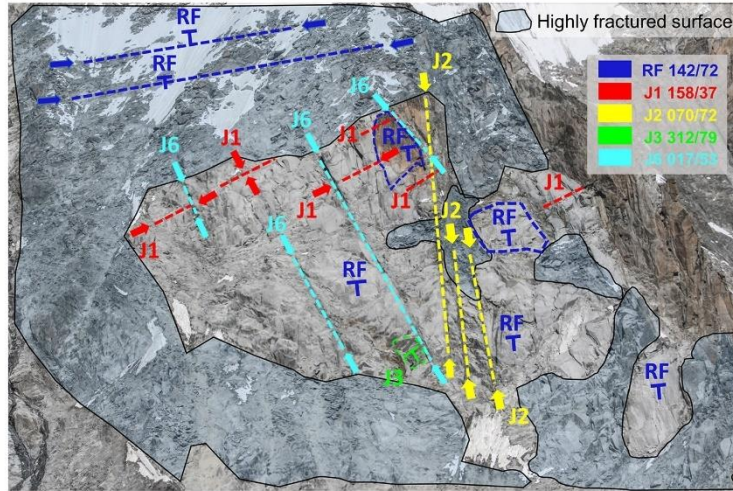 Highly fractured surface
RF 142/72
J1 158/37
J2 070/72
J3 312/79
J6 017/53
RF
RF
J2
J6
J6
J6
J1
J1
RF
J1
J1
J1
J1
J2
RF
J6
RF
RF
J3
RF
J2